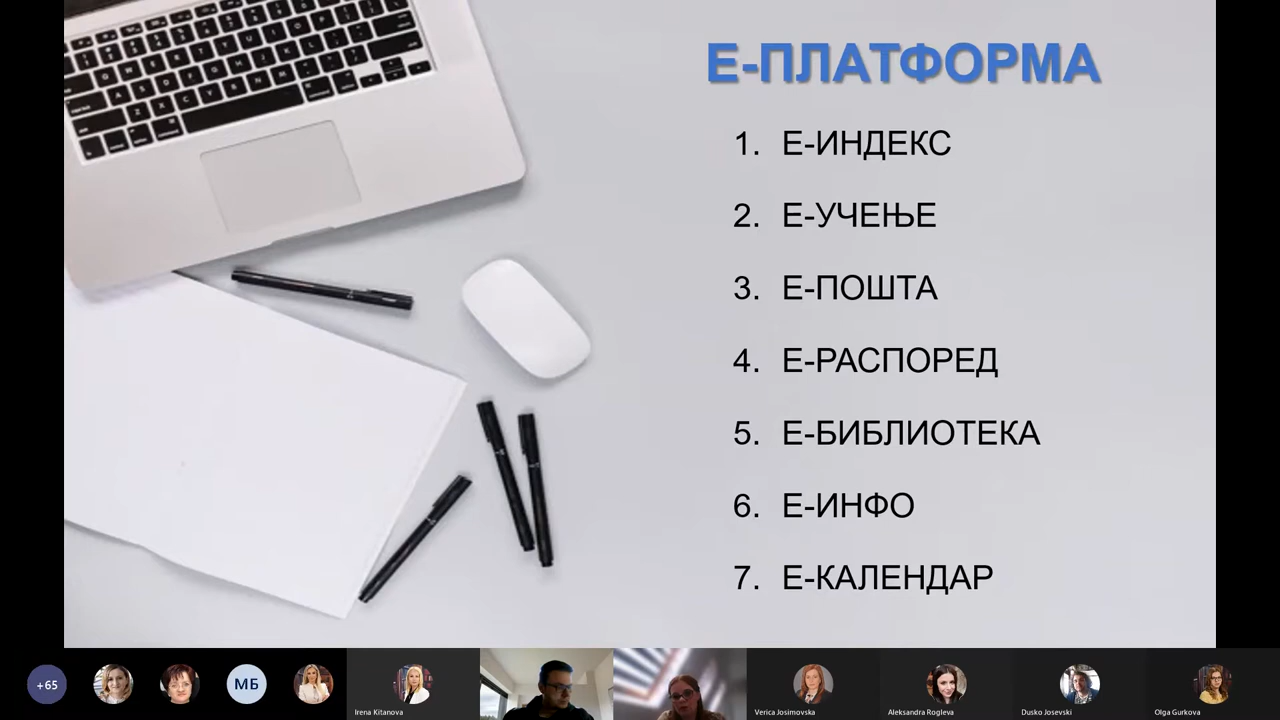 Е-ПЛАТФОРМА
1. Е-ИНДЕКС
2. Е-УЧЕЊЕ
3. Е-ПОШТА
4. Е-РАСПОРЕД
5. Е-БИБЛИОТЕКА
6. Е-ИНФО
7. Е-КАЛЕНДАР
+65
МБ
Irena Kitanova
Verica Josimovska
Aleksandra Rogleva
Dusko Josevski
Olga Gurkova